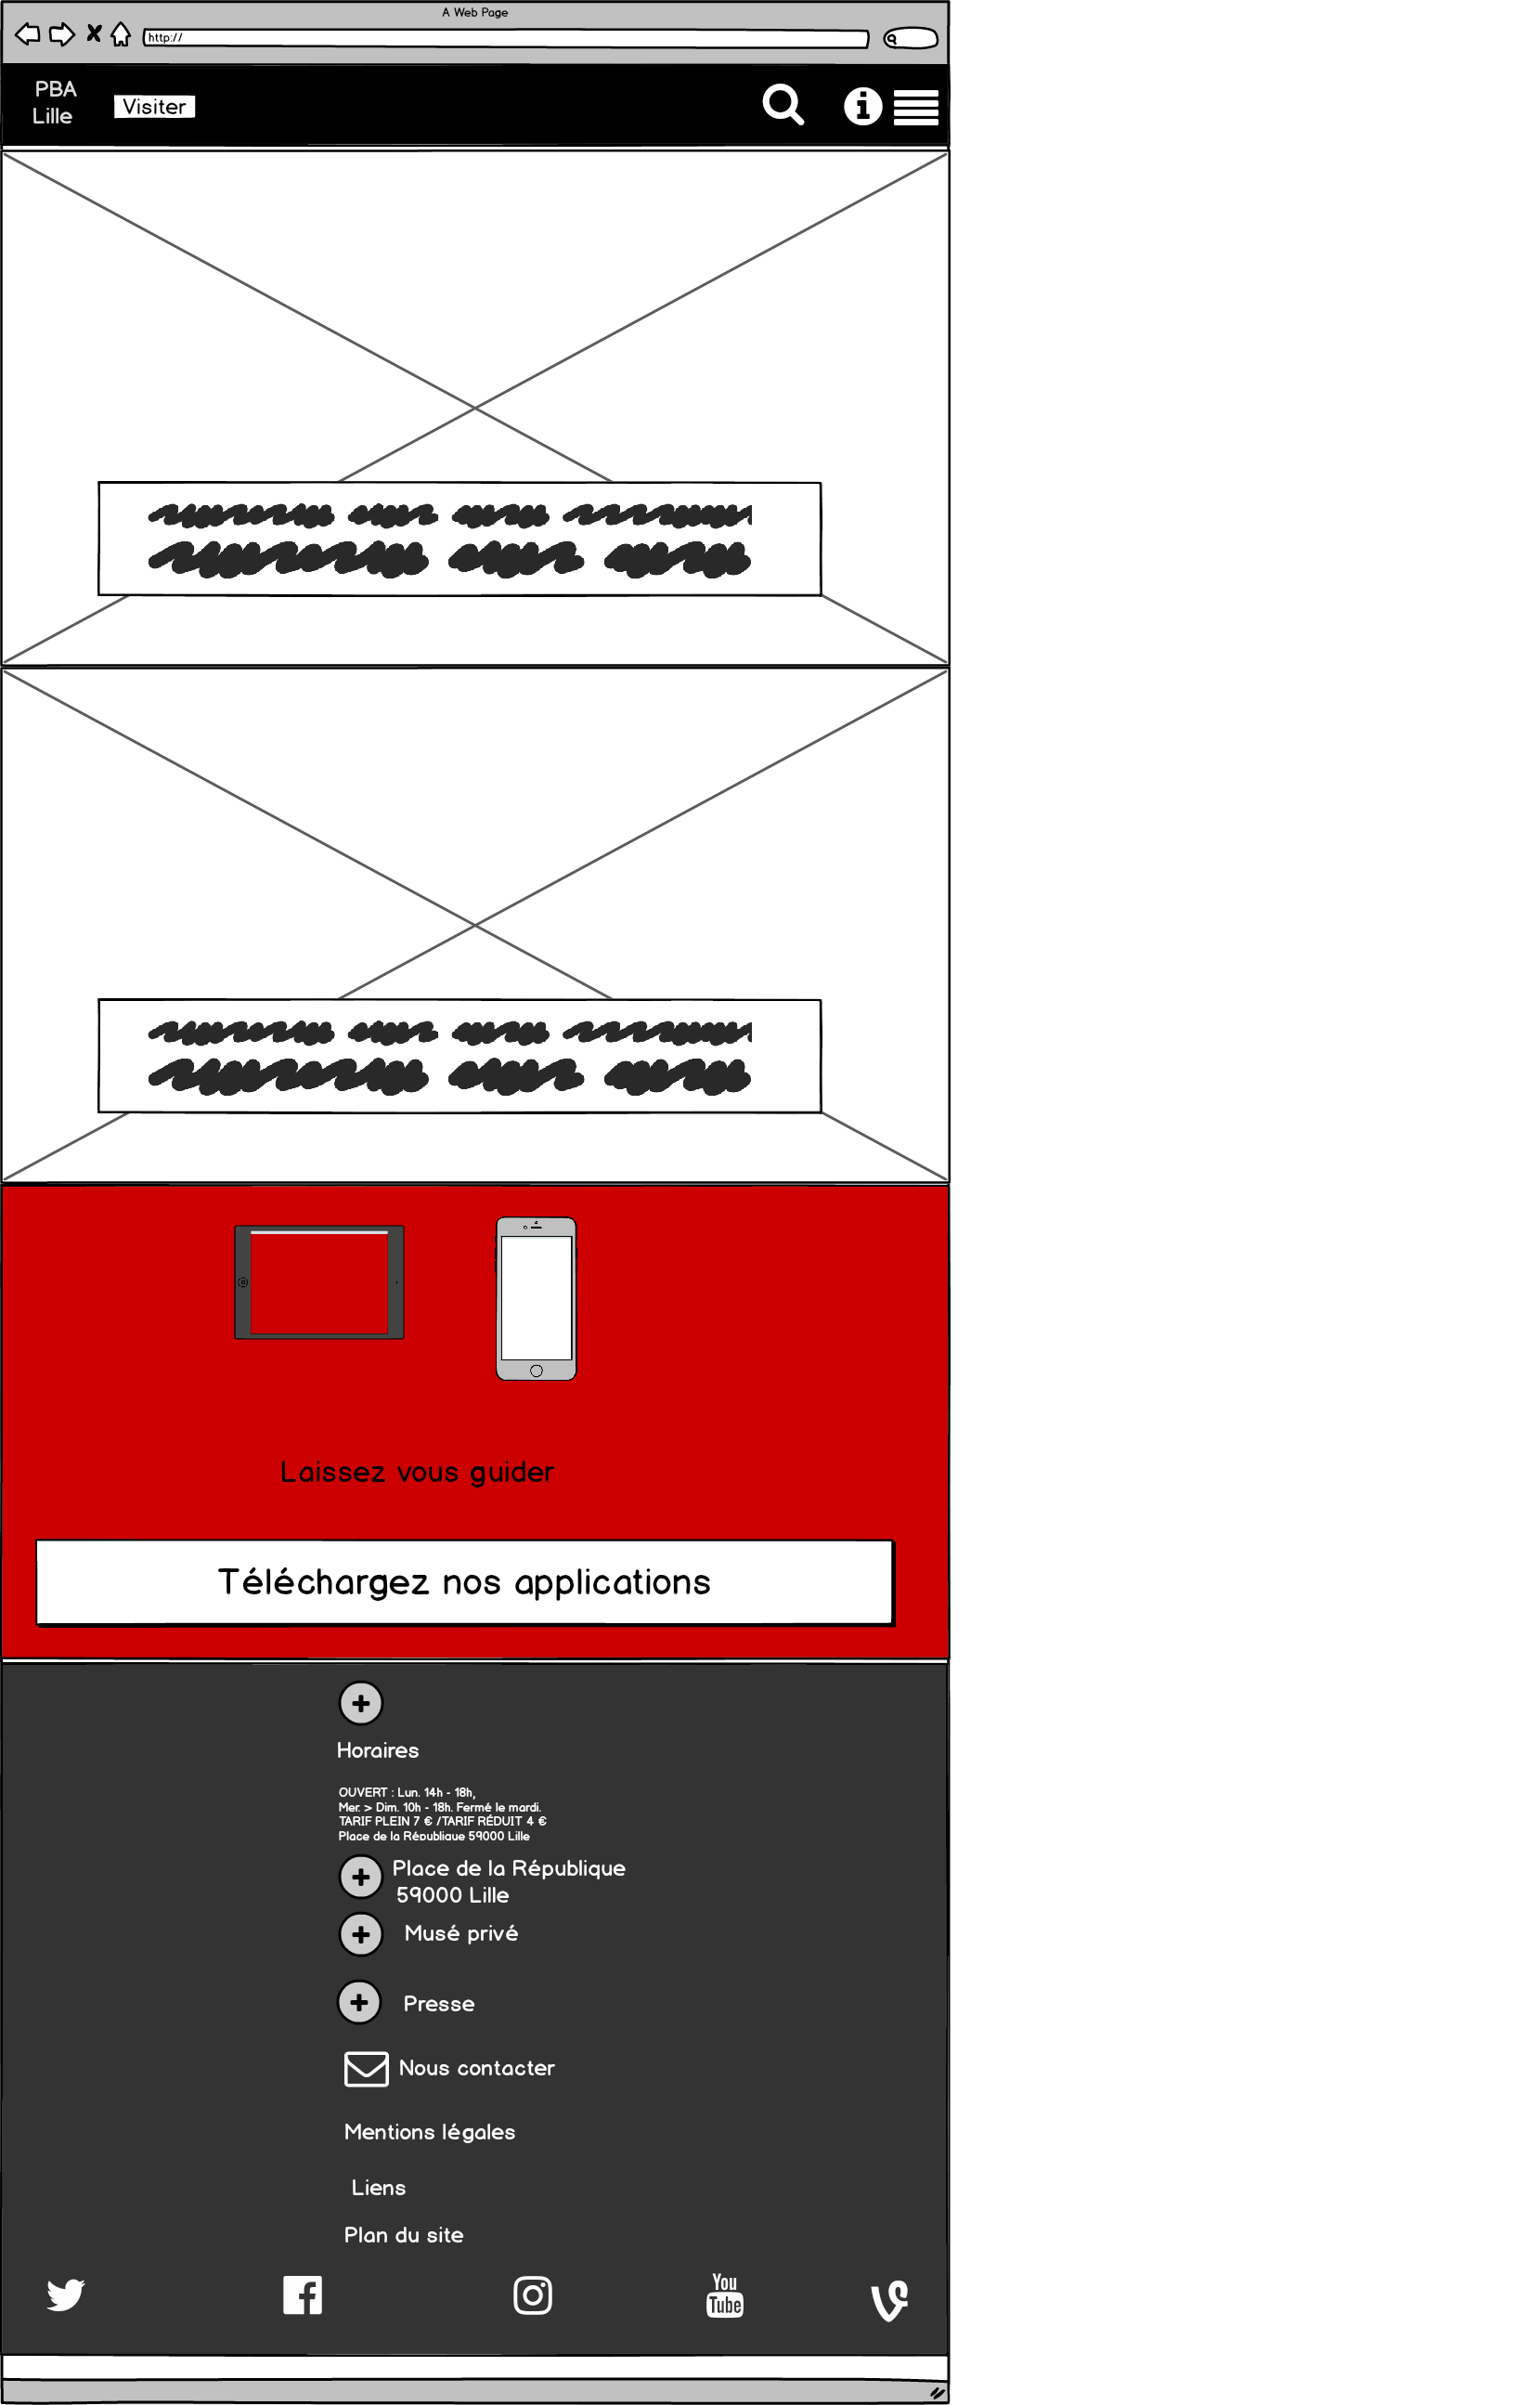 A Web Page
http://
PBA
Lille
Visiter
Laissez vous guider
Téléchargez nos applications
Horaires
OUVERT : Lun. 14h - 18h,
Mer. > Dim. 10h - 18h. Fermé le mardi.
TARIF PLEIN 7 € /TARIF RÉDUIT 4 €
Place de la République 59000 Lille
Place de la République
59000 Lille
Musé privé
Presse
Nous contacter
Mentions légales
Liens
Plan du site
You
Tube